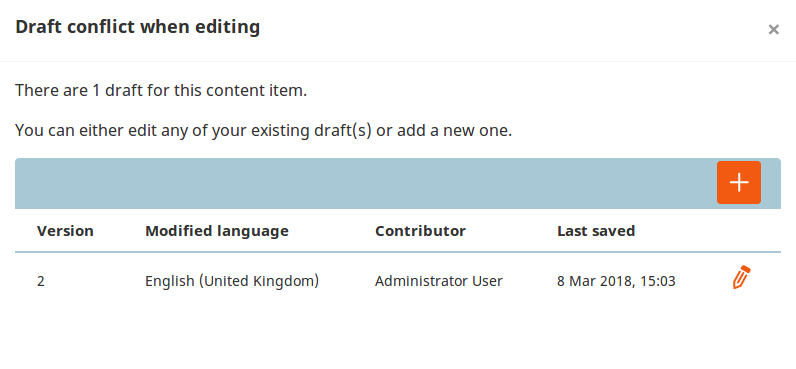 Draft conflict when editing
There are 1 draft for this content item.
You can either edit any of your existing draft(s) or add a new one.
Version Modified language Contributor Last saved
2 English (United Kingdom) Administrator User 8 Mar 2018, 15:03